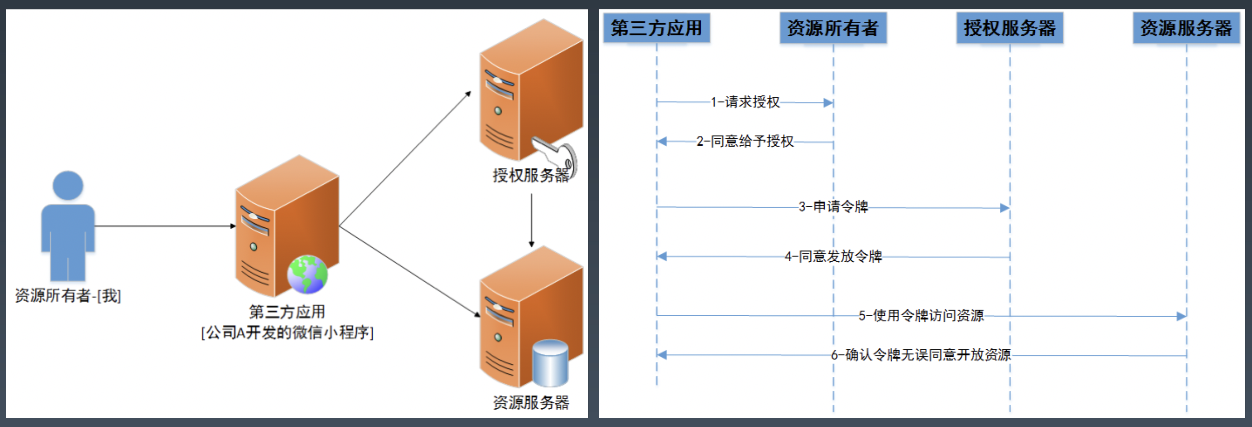 授权服务器
资源所有者-[我]
第三方应用
[公司A开发的微信小程序]
资源服务器
第三方应用
资源所有者
授权服务器
资源服务器
1-请求授权
2-同意给予授权
3-申请令牌
4-同意发放令牌
5-使用令牌访问资源
6-确认令牌无误同意开放资源